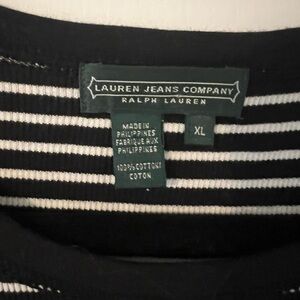 LAUREN JEANS COMPANY
RALPH LAUREN
XL
MADE IN
PHILIPPINES
FABRIQUE AUX
PHILIPPINES
100% COTTON/
COTON